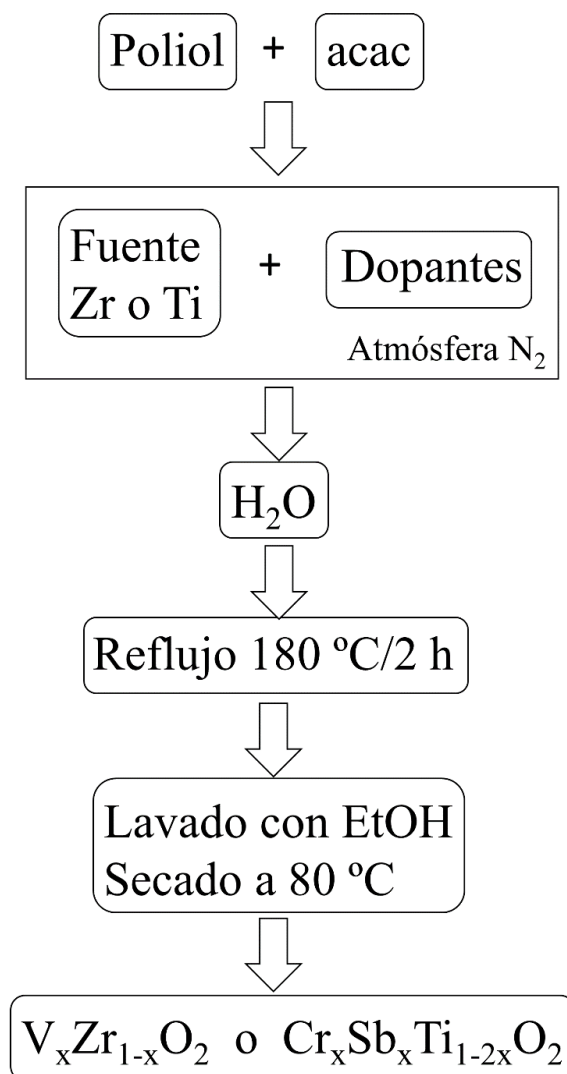 Poliol + acac
Fuente
Zr o Ti
+
Dopantes
Atmósfera N₂
H₂O
Reflujo 180 ºC/2 h
Lavado con EtOH
Secado a 80 ºC
VₓZr₁₋ₓO₂ o CrₓSbₓTi₁₋₂ₓO₂